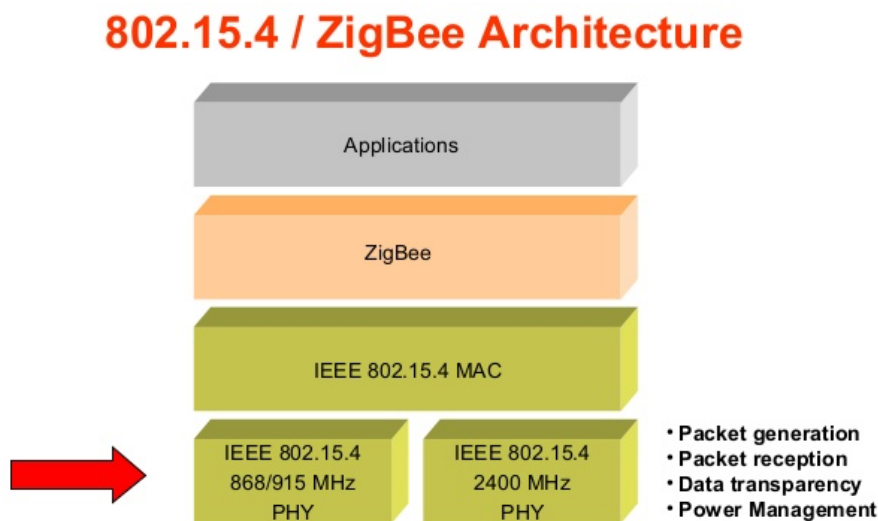 802.15.4 / ZigBee Architecture
Applications
ZigBee
IEEE 802.15.4 MAC
IEEE 802.15.4
868/915 MHz
PHY
IEEE 802.15.4
2400 MHz
PHY
• Packet generation
• Packet reception
• Data transparency
• Power Management